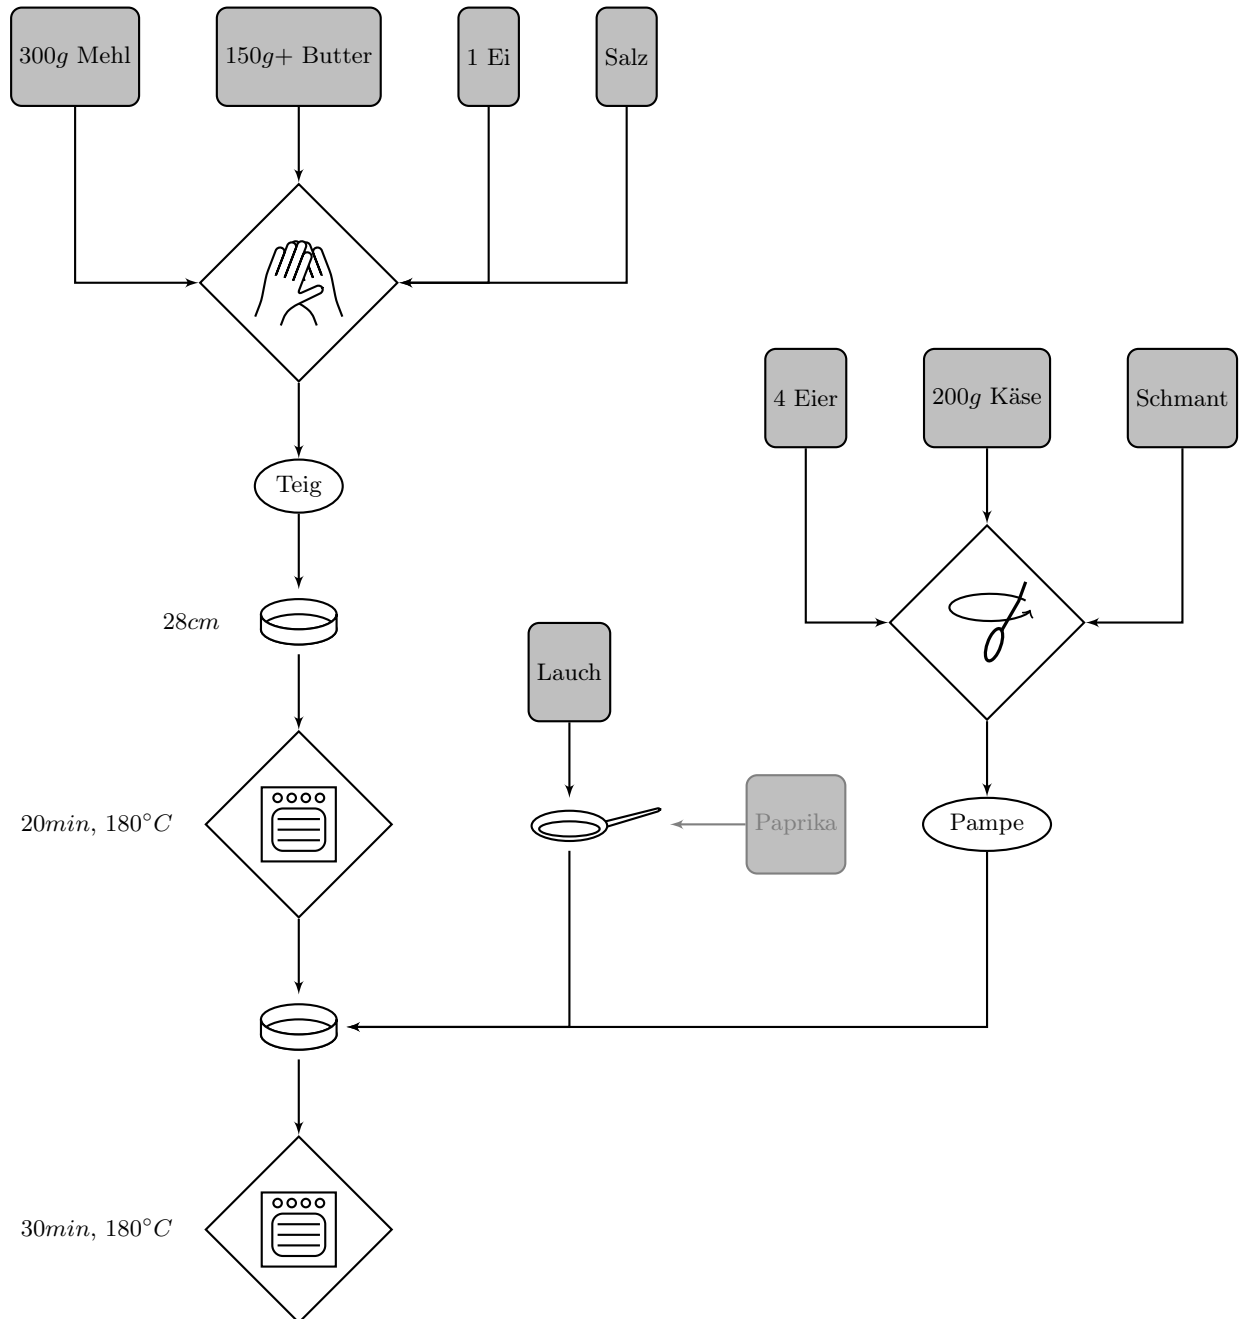 300g Mehl
150g+ Butter
1 Ei
Salz
4 Eier
200g Käse
Schmant
Teig
28cm
Lauch
20min, 180°C
Paprika
Pampe
30min, 180°C